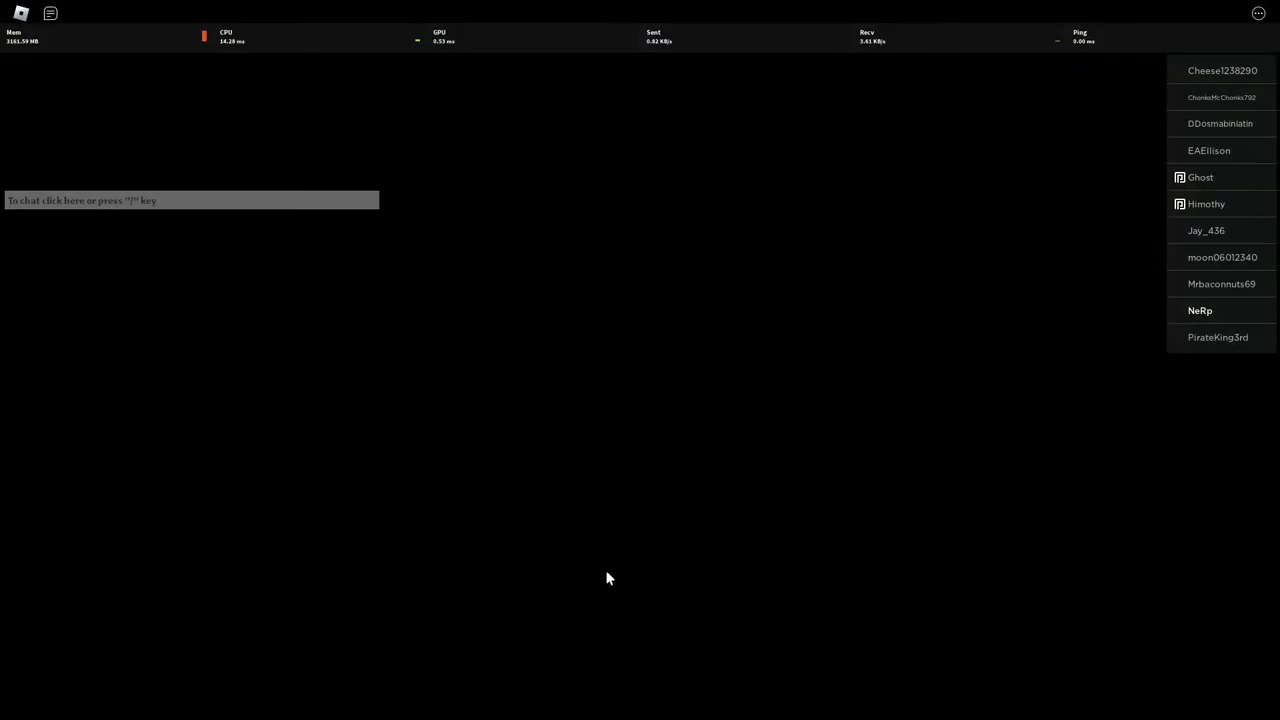 Mem
3161.59 MB
CPU
14.28 ms
GPU
0.53 ms
Sent
0.82 KB/s
Recv
3.61 KB/s
Ping
0.00 ms
Cheese1238290
ChonksMcChonks792
DDosmabinlatin
EAEllison
Ghost
Himothy
Jay_436
moon06012340
Mrbaconnuts69
NeRp
PirateKing3rd
To chat click here or press "/" key